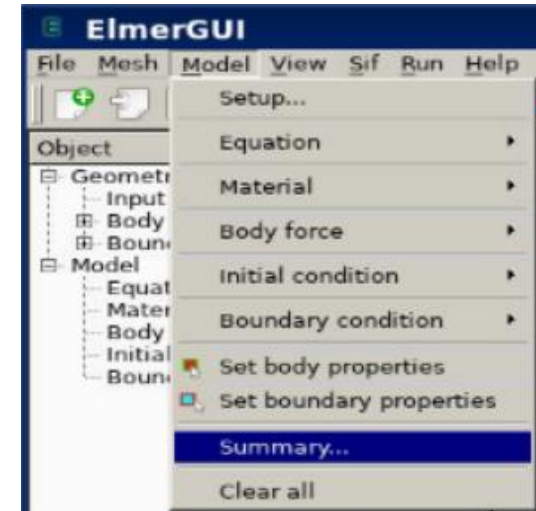 ElmerGUI
File Mesh Model View Sif Run Help
Setup...
Object
Equation
Geometr
Input
Material
Body
Boun
Body force
Model
Equat
Initial condition
Mater
Body
Boundary condition
Initial
Boun
Set body properties
Set boundary properties
Summary...
Clear all